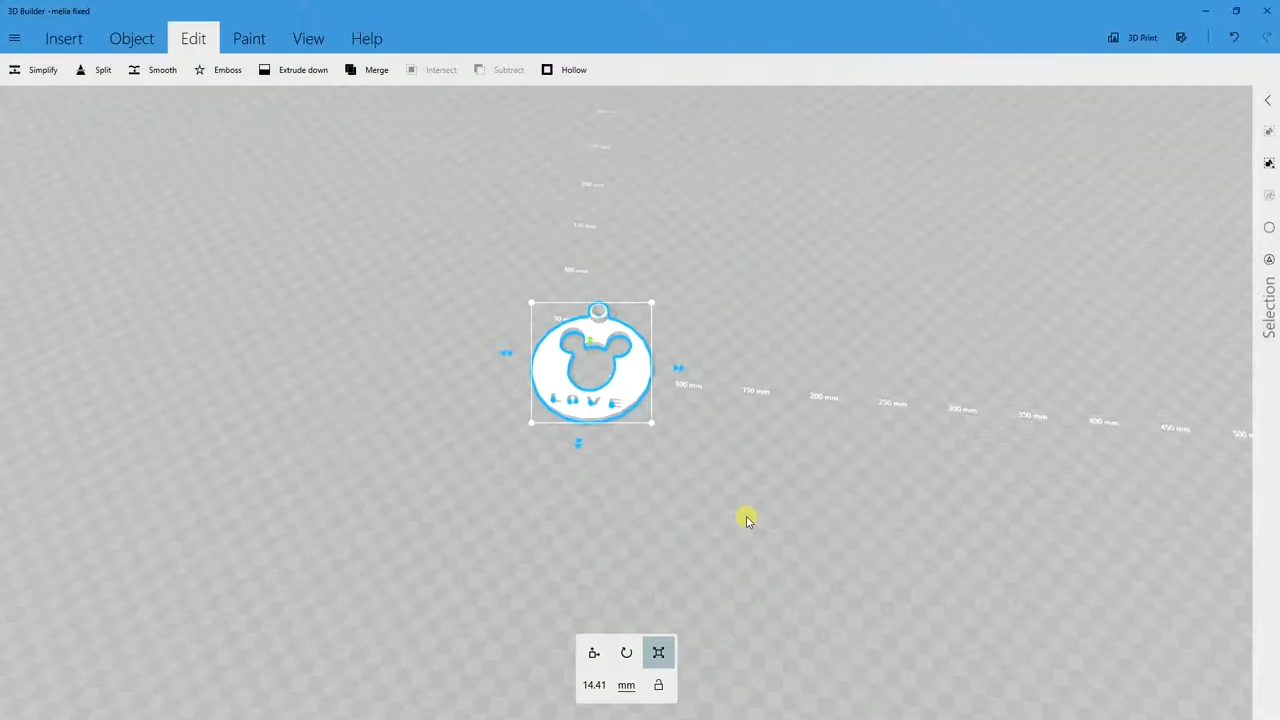 3D Builder -melia fixed
Insert Object Edit Paint View Help
3D Print
Simplify Split Smooth Emboss Extrude down Merge Intersect Subtract Hollow
LOVE
100 mm 150 mm 200 mm 250 mm 300 mm 350 mm 400 mm 450 mm
Selection
14.41 mm